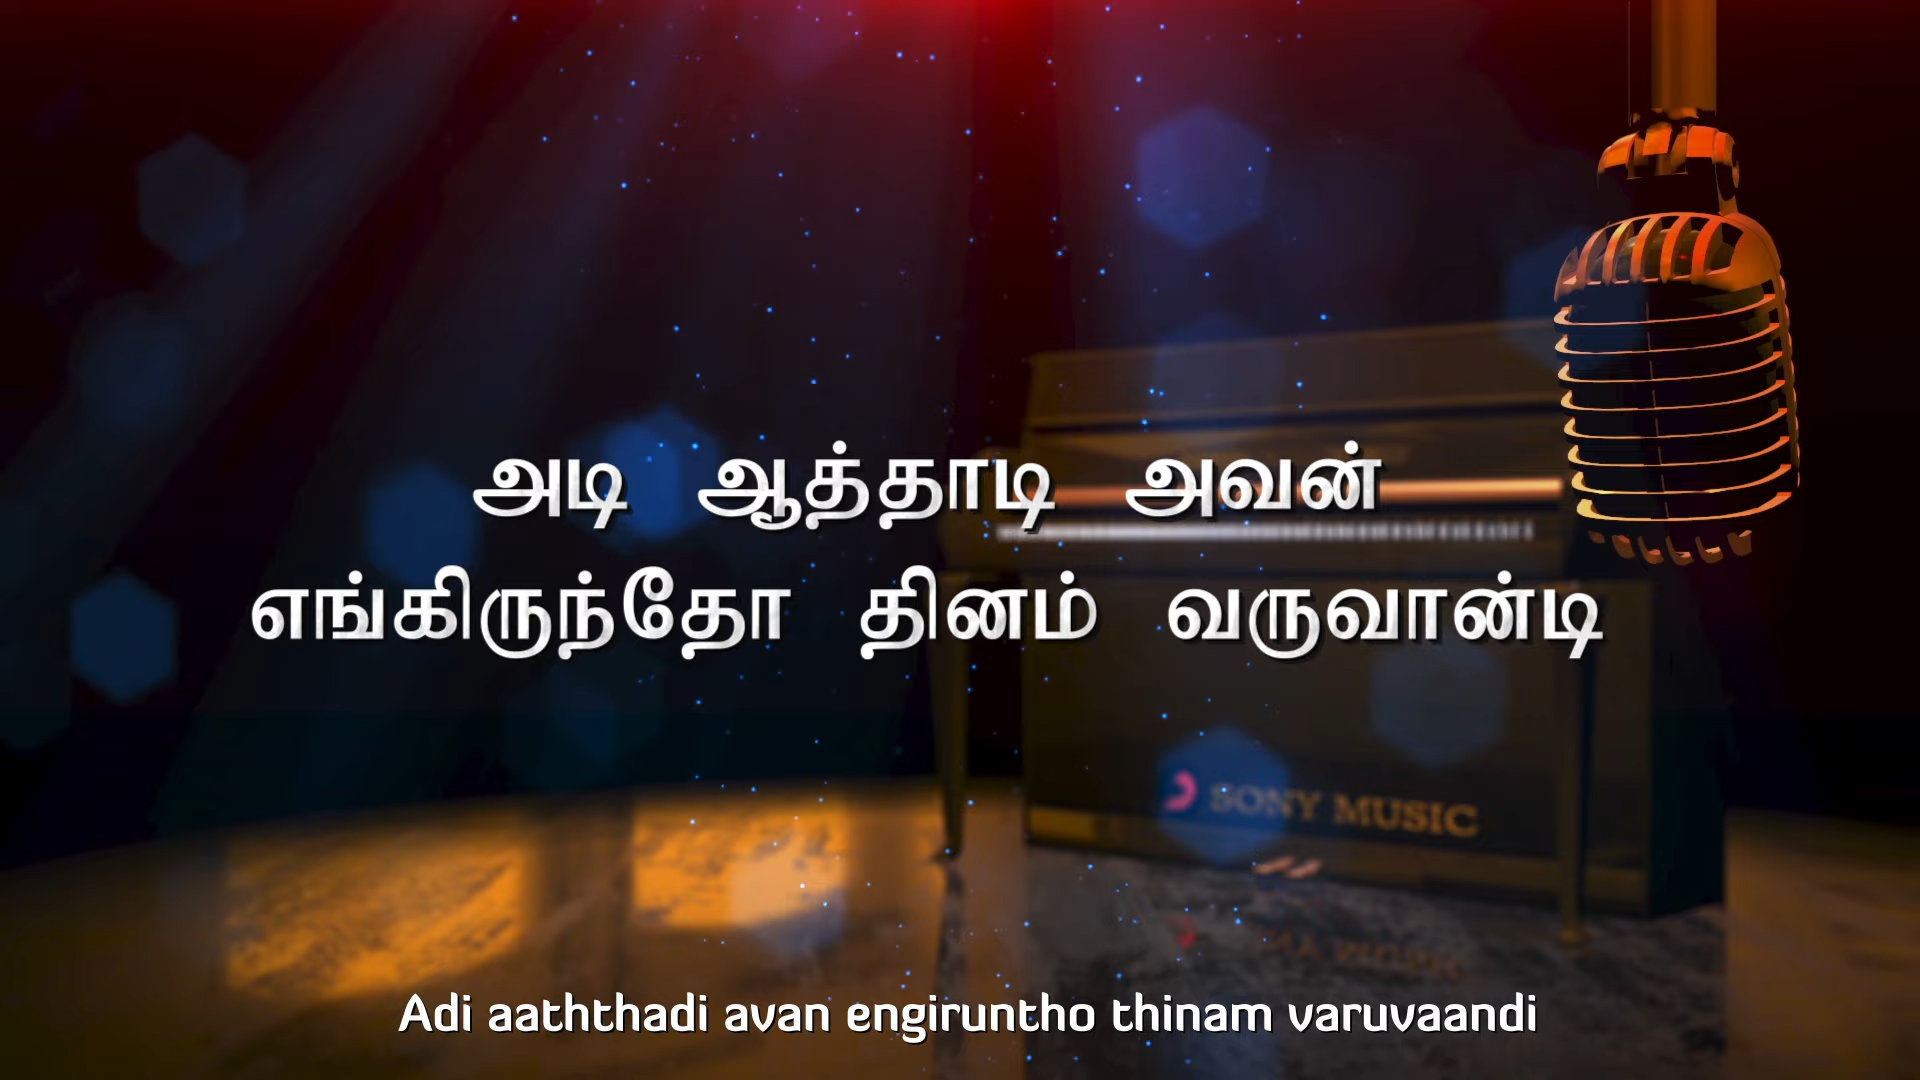 அடி ஆத்தாடி அவன்
எங்கிருந்தோ தினம் வருவான்டி
SONY MUSIC
Adi aaththadi avan engiruntho thinam varuvaandi